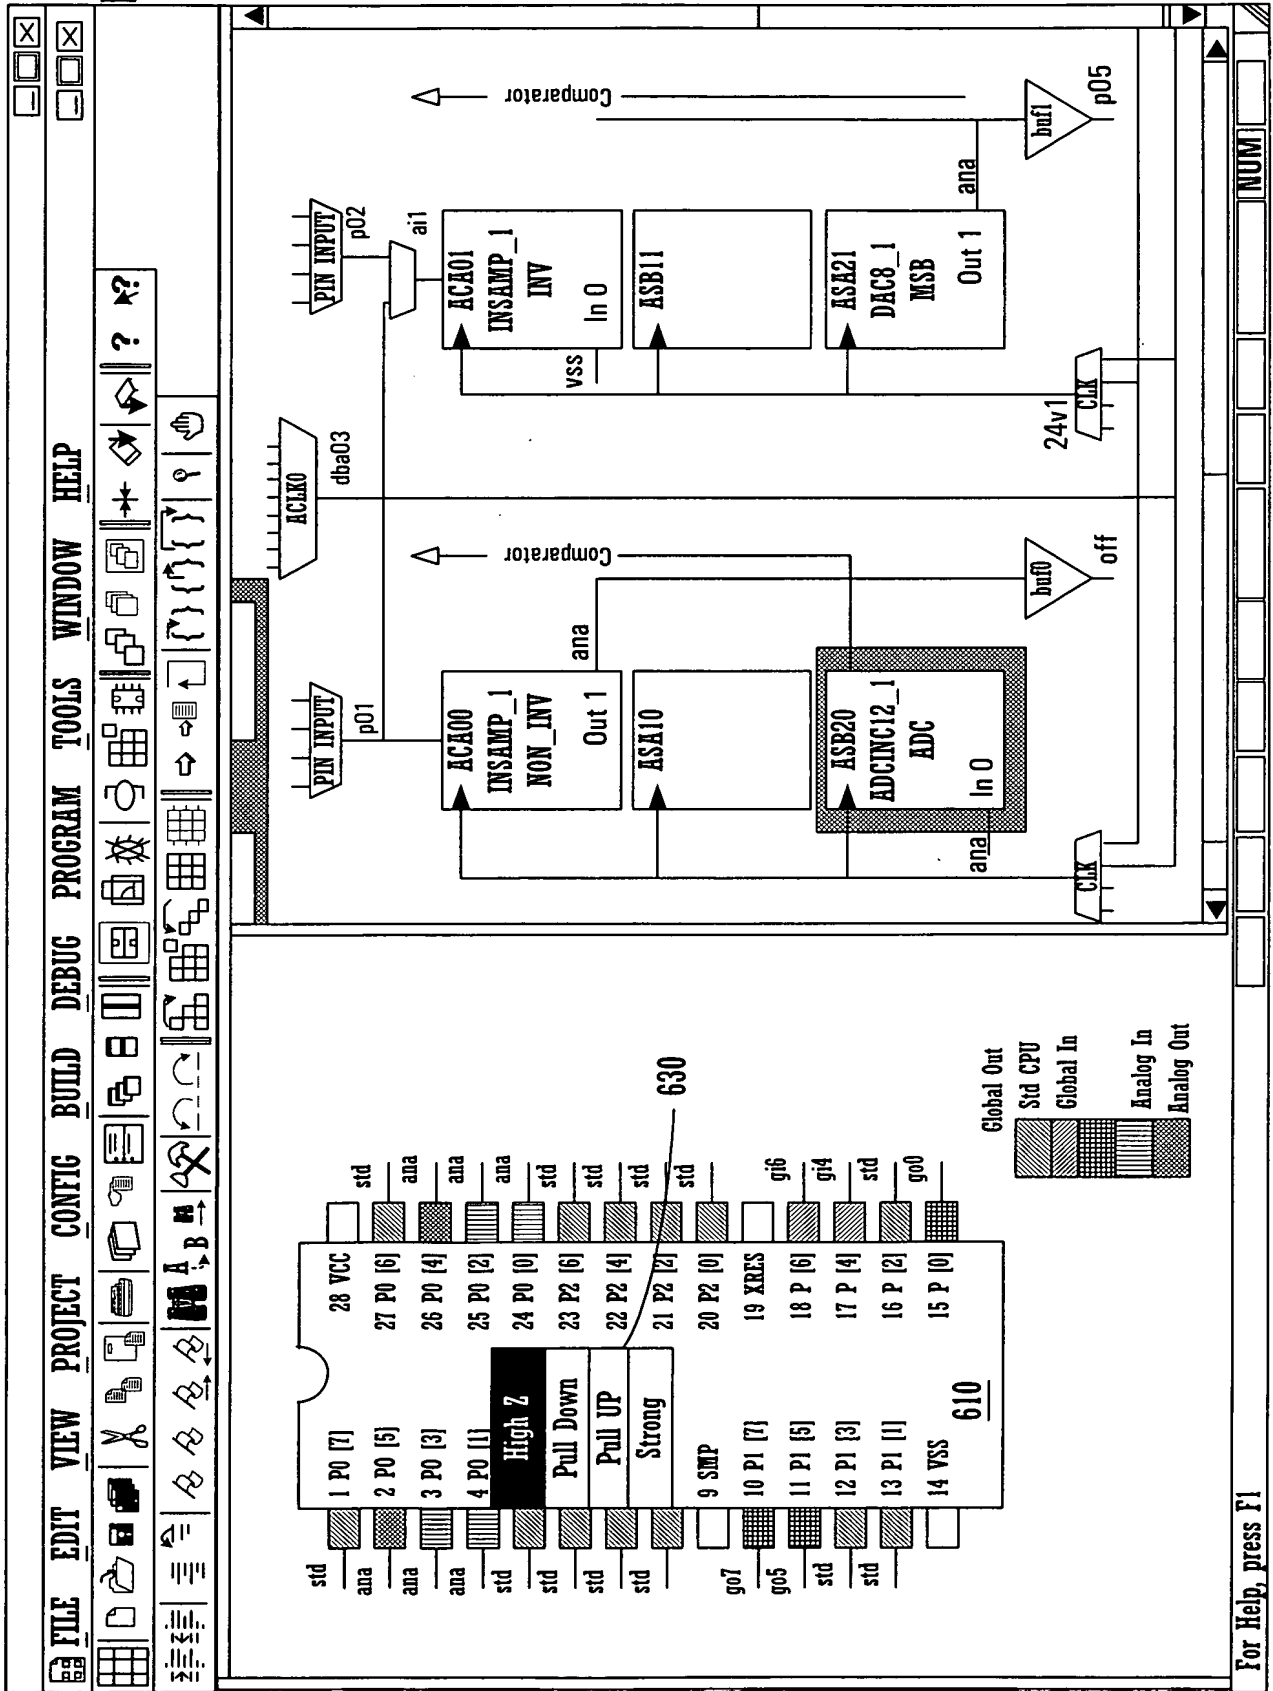 FILE EDIT VIEW PROJECT CONFIG BUILD DEBUG PROGRAM TOOLS WINDOW HELP
A
B
? ?
1 P0 [7]
2 P0 [5]
3 P0 [3]
4 P0 [1]
High Z
Pull Down
Pull UP
Strong
9 SMP
10 P1 [7]
11 P1 [5]
12 P1 [3]
13 P1 [1]
14 VSS
std
ana
ana
ana
std
std
std
std
go7
go5
std
std
28 VCC
27 P0 [6]
26 P0 [4]
25 P0 [2]
24 P0 [0]
23 P2 [6]
22 P2 [4]
21 P2 [2]
20 P2 [0]
19 XRES
18 P [6]
17 P [4]
16 P [2]
15 P [0]
std
ana
ana
ana
std
std
std
std
gi6
gi4
std
go0
610
630
Global Out
Std CPU
Global In
Analog In
Analog Out
PIN INPUT
p01
ACA00
INSAMP_1
NON_INV
Out 1
ana
ASA10
ASB20
ADCINC12_1
ADC
In 0
ana
CLK
Comparator
buf0
off
ACLK0
dba03
PIN INPUT
p02
ai1
ACA01
INSAMP_1
INV
In 0
vss
ASB11
ASA21
DAC8_1
MSB
Out 1
ana
24v1
CLK
Comparator
buf1
p05
For Help, press F1
NUM